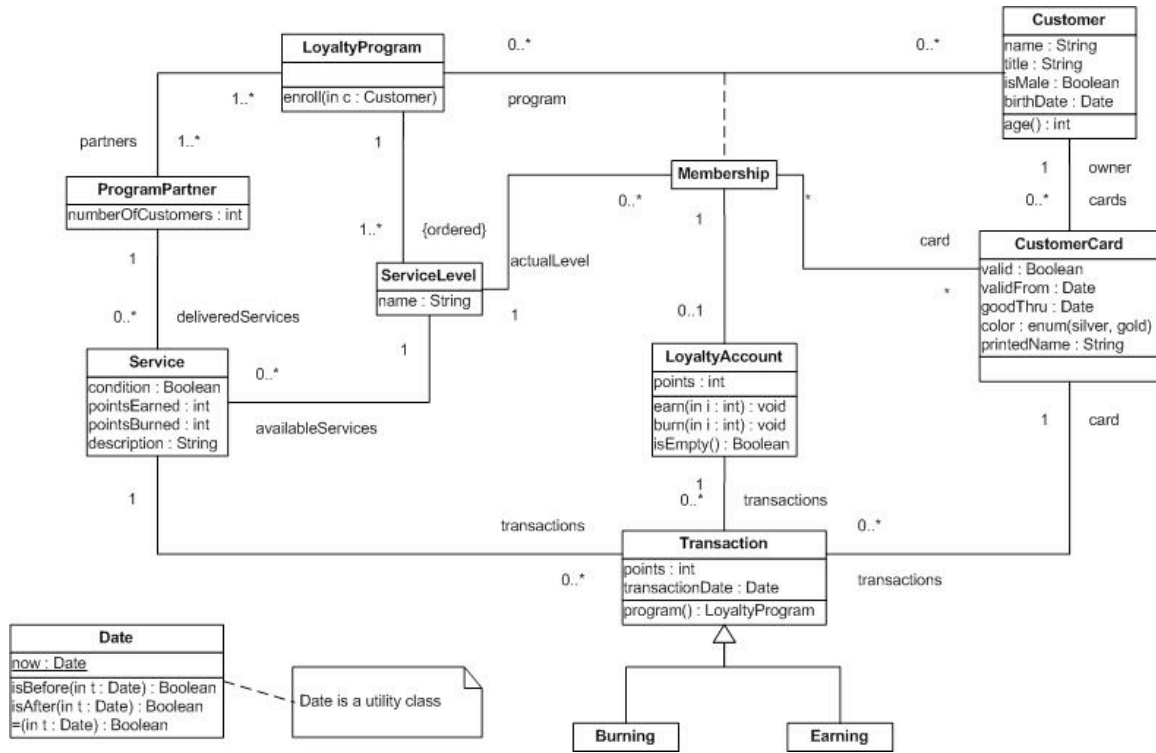 Customer
name : String
title : String
isMale : Boolean
birthDate : Date
age() : int
LoyaltyProgram
enroll(in c : Customer)
0..*
0..*
program
1..*
partners
1..*
1
1
owner
0..*
cards
ProgramPartner
numberOfCustomers : int
Membership
0..*
1
*
card
*
1..*
{ordered}
actualLevel
1
ServiceLevel
name : String
CustomerCard
valid : Boolean
validFrom : Date
goodThru : Date
color : enum(silver, gold)
printedName : String
1
0..*
deliveredServices
1
0..*
availableServices
0..1
Service
condition : Boolean
pointsEarned : int
pointsBurned : int
description : String
LoyaltyAccount
points : int
earn(in i : int) : void
burn(in i : int) : void
isEmpty() : Boolean
1
card
1
1
0..*
transactions
transactions
0..*
0..*
transactions
Transaction
points : int
transactionDate : Date
program() : LoyaltyProgram
Date
now : Date
isBefore(in t : Date) : Boolean
isAfter(in t : Date) : Boolean
=(in t : Date) : Boolean
Date is a utility class
Burning
Earning